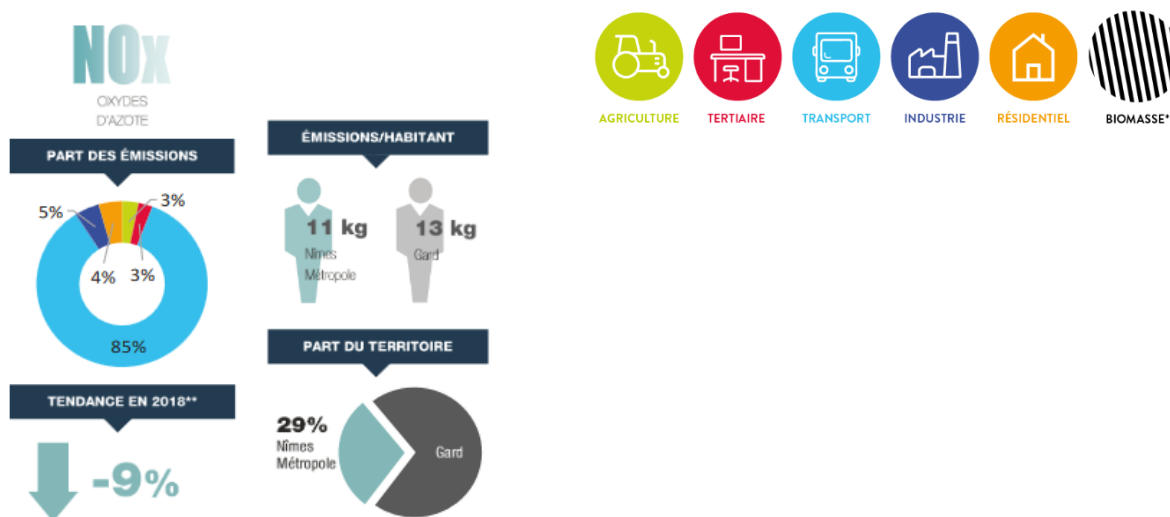 NOx
OXYDES
D'AZOTE
PART DES ÉMISSIONS
5%
3%
4%
3%
85%
TENDANCE EN 2018**
-9%
ÉMISSIONS/HABITANT
11 kg
Nîmes
Métropole
13 kg
Gard
PART DU TERRITOIRE
29%
Nîmes
Métropole
Gard
AGRICULTURE
TERTIAIRE
TRANSPORT
INDUSTRIE
RÉSIDENTIEL
BIOMASSE*